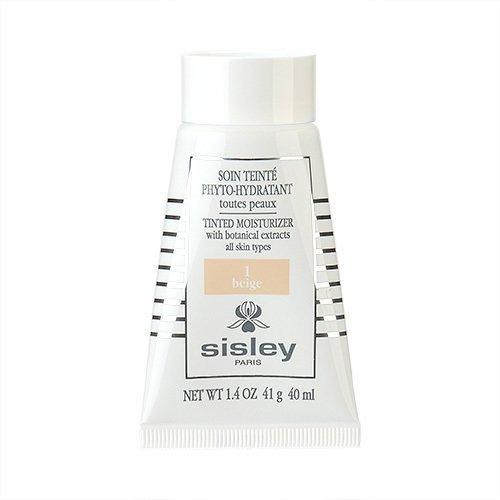 SOIN TEINTÉ
PHYTO-HYDRATANT
toutes peaux
TINTED MOISTURIZER
with botanical extracts
all skin types
1
beige
sisley
PARIS
NET WT 1.4 OZ 41 g 40 ml